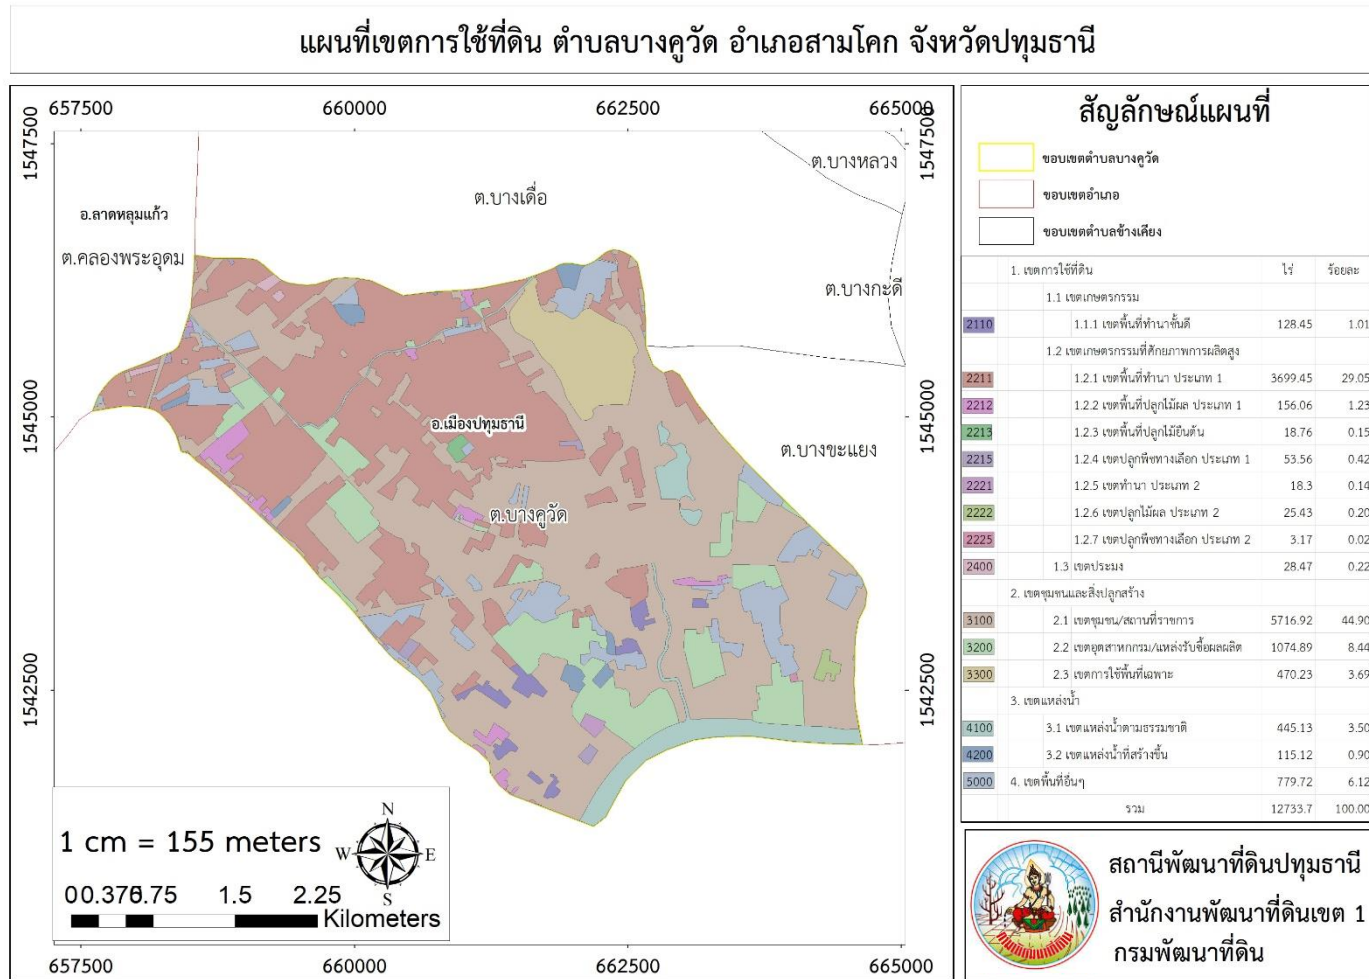 แผนที่เขตการใช้ที่ดิน ตำบลบางคูวัด อำเภอสามโคก จังหวัดปทุมธานี
657500 660000 662500 665000
1547500 1547500
ต.บางหลวง
ต.บางเดื่อ
อ.ลาดหลุมแก้ว
ต.คลองพระอุดม
ต.บางกะดี
1545000 1545000
อ.เมืองปทุมธานี
ต.บางขะแยง
ต.บางคูวัด
1542500 1542500
1 cm = 155 meters
N
W E
S
0 0.375 0.75 1.5 2.25
Kilometers
657500 660000 662500 665000
สัญลักษณ์แผนที่
ขอบเขตตำบลบางคูวัด
ขอบเขตอำเภอ
ขอบเขตตำบลข้างเคียง
1. เขตการใช้ที่ดิน ไร่ ร้อยละ
1.1 เขตเกษตรกรรม
2110 1.1.1 เขตพื้นที่ทำนาชั้นดี 128.45 1.01
1.2 เขตเกษตรกรรมที่ศักยภาพการผลิตสูง
2211 1.2.1 เขตพื้นที่ทำนา ประเภท 1 3699.45 29.05
2212 1.2.2 เขตพื้นที่ปลูกไม้ผล ประเภท 1 156.06 1.23
2213 1.2.3 เขตพื้นที่ปลูกไม้ยืนต้น 18.76 0.15
2215 1.2.4 เขตปลูกพืชทางเลือก ประเภท 1 53.56 0.42
2221 1.2.5 เขตทำนา ประเภท 2 18.3 0.14
2222 1.2.6 เขตปลูกไม้ผล ประเภท 2 25.43 0.20
2225 1.2.7 เขตปลูกพืชทางเลือก ประเภท 2 3.17 0.02
2400 1.3 เขตประมง 28.47 0.22
2. เขตชุมชนและสิ่งปลูกสร้าง
3100 2.1 เขตชุมชน/สถานที่ราชการ 5716.92 44.90
3200 2.2 เขตอุตสาหกรรม/แหล่งรับซื้อผลผลิต 1074.89 8.44
3300 2.3 เขตการใช้พื้นที่เฉพาะ 470.23 3.69
3. เขตแหล่งน้ำ
4100 3.1 เขตแหล่งน้ำตามธรรมชาติ 445.13 3.50
4200 3.2 เขตแหล่งน้ำที่สร้างขึ้น 115.12 0.90
5000 4. เขตพื้นที่อื่นๆ 779.72 6.12
รวม 12733.7 100.00
สถานีพัฒนาที่ดินปทุมธานี
สำนักงานพัฒนาที่ดินเขต 1
กรมพัฒนาที่ดิน